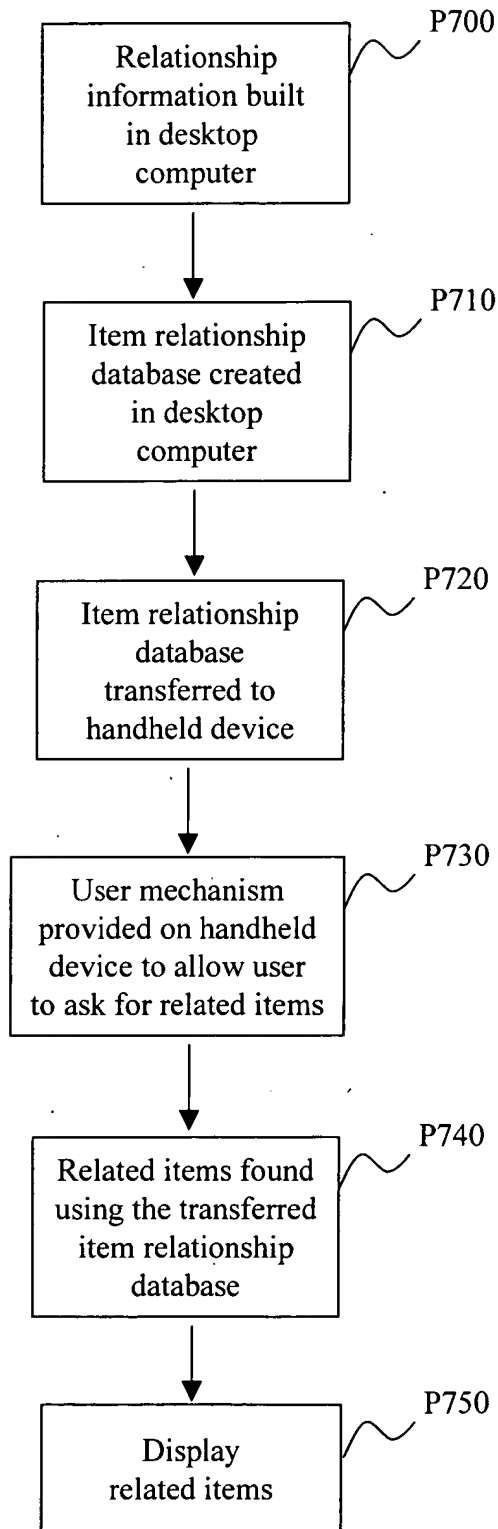 P700
Relationship
information built
in desktop
computer
P710
Item relationship
database created
in desktop
computer
P720
Item relationship
database
transferred to
handheld device
P730
User mechanism
provided on handheld
device to allow user
to ask for related items
P740
Related items found
using the transferred
item relationship
database
P750
Display
related items